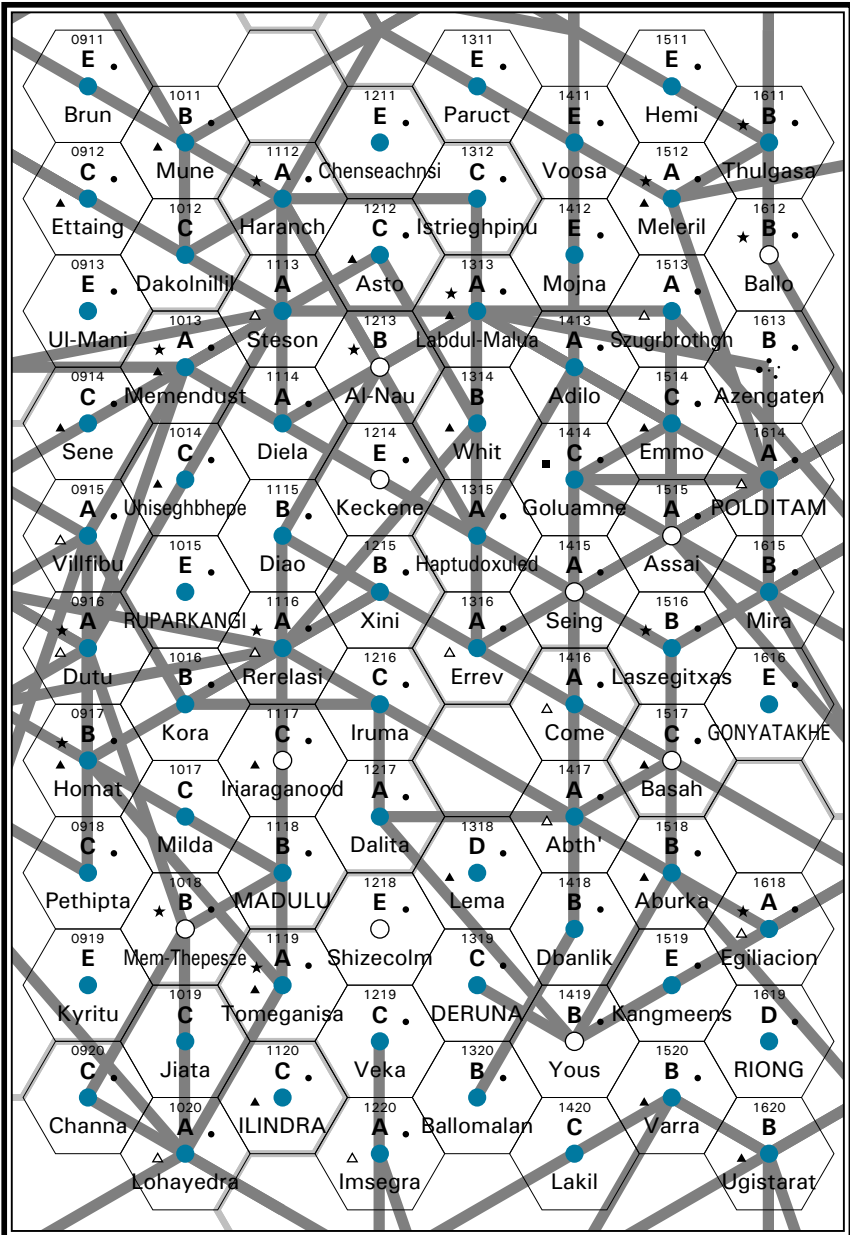 0911
E
Brun
1311
E
Paruct
1511
E
Hemi
1011
B
Mune
1211
E
Chenseachnsi
1411
E
Voosa
1611
B
Thulgasa
0912
C
Ettaing
1112
A
Haranch
1312
C
Istrieghpinu
1512
A
Meleril
1012
C
Dakolnillil
1212
C
Asto
1412
E
Mojna
1612
B
Ballo
0913
E
Ul-Mani
1113
A
Steson
1313
A
Labdul-Malua
1513
A
Szugrbrothgh
1013
A
Memendust
1213
B
Al-Nau
1413
A
Adilo
1613
B
Azengaten
0914
C
Sene
1114
A
Diela
1314
B
Whit
1514
C
Emmo
1014
C
Uhiseghbhepe
1214
E
Keckene
1414
C
Goluamne
1614
A
POLDITAM
0915
A
Villfibu
1115
B
Diao
1315
A
Haptudoxuled
1515
A
Assai
1015
E
RUPARKANGI
1215
B
Xini
1415
A
Seing
1615
B
Mira
0916
A
Dutu
1116
A
Rerelasi
1316
A
Errev
1516
B
Laszegitxas
1016
B
Kora
1216
C
Iruma
1416
A
Come
1616
E
GONYATAKHE
0917
B
Homat
1117
C
Iriaraganood
1517
C
Basah
1017
C
Milda
1217
A
Dalita
1417
A
Abth'
0918
C
Pethipta
1118
B
MADULU
1318
D
Lema
1518
B
Aburka
1018
B
Mem-Thepesze
1218
E
Shizecolm
1418
B
Dbanlik
1618
A
Egiliacion
0919
E
Kyritu
1119
A
Tomeganisa
1319
C
DERUNA
1519
E
Kangmeens
1019
C
Jiata
1219
C
Veka
1419
B
Yous
1619
D
RIONG
0920
C
Channa
1120
C
ILINDRA
1320
B
Ballomalan
1520
B
Varra
1020
A
Lohayedra
1220
A
Imsegra
1420
C
Lakil
1620
B
Ugistarat